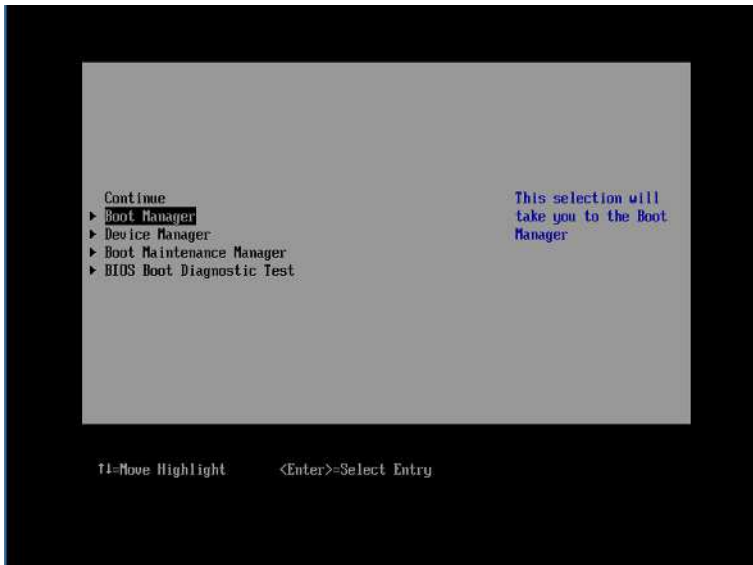 Continue
This selection will
▶ Boot Manager
take you to the Boot
▶ Device Manager
Manager
▶ Boot Maintenance Manager
▶ BIOS Boot Diagnostic Test
↑↓=Move Highlight <Enter>=Select Entry